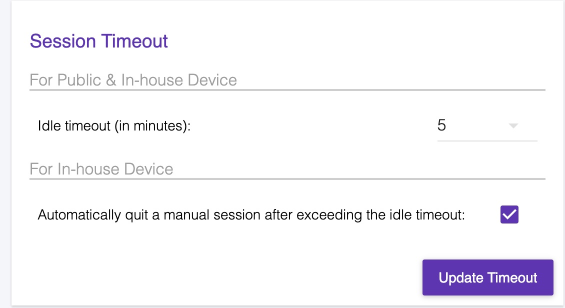 Session Timeout
For Public & In-house Device
Idle timeout (in minutes): 5
For In-house Device
Automatically quit a manual session after exceeding the idle timeout:
Update Timeout